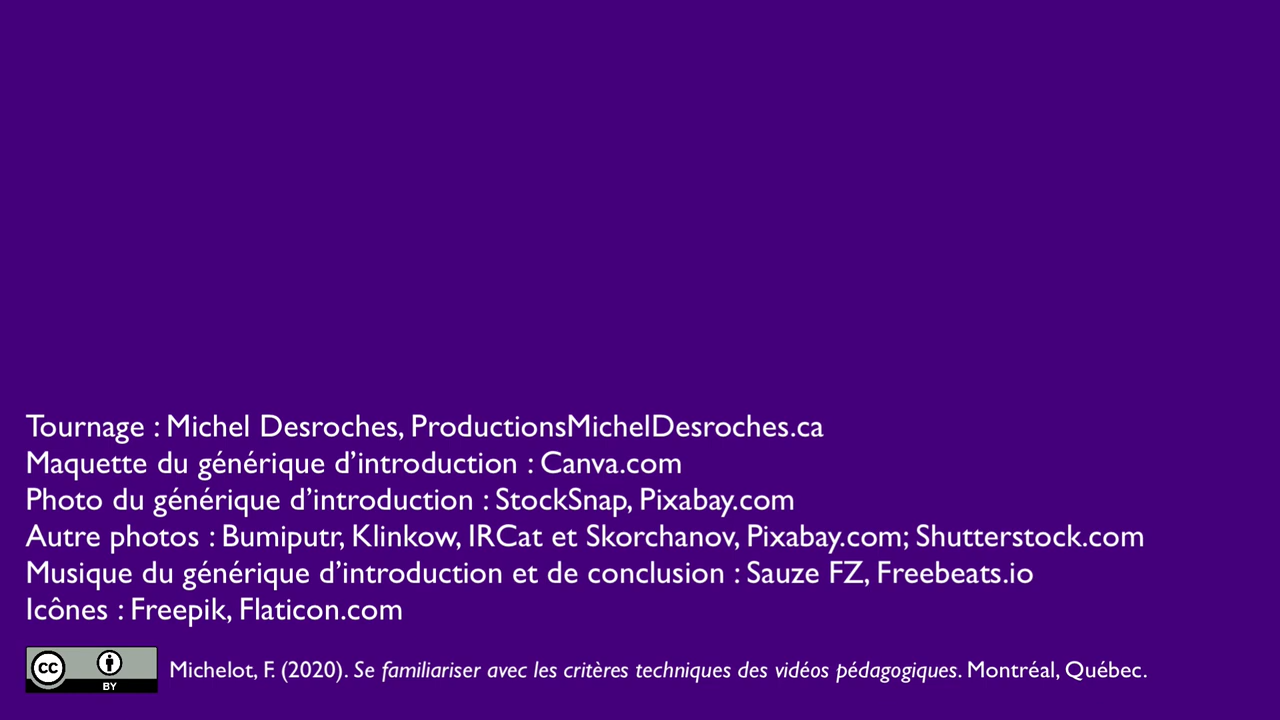 Tournage : Michel Desroches, ProductionsMichelDesroches.ca
Maquette du générique d’introduction : Canva.com
Photo du générique d’introduction : StockSnap, Pixabay.com
Autre photos : Bumiputr, Klinkow, IRCat et Skorchanov, Pixabay.com; Shutterstock.com
Musique du générique d’introduction et de conclusion : Sauze FZ, Freebeats.io
Icônes : Freepik, Flaticon.com
cc BY Michelot, F. (2020). Se familiariser avec les critères techniques des vidéos pédagogiques. Montréal, Québec.